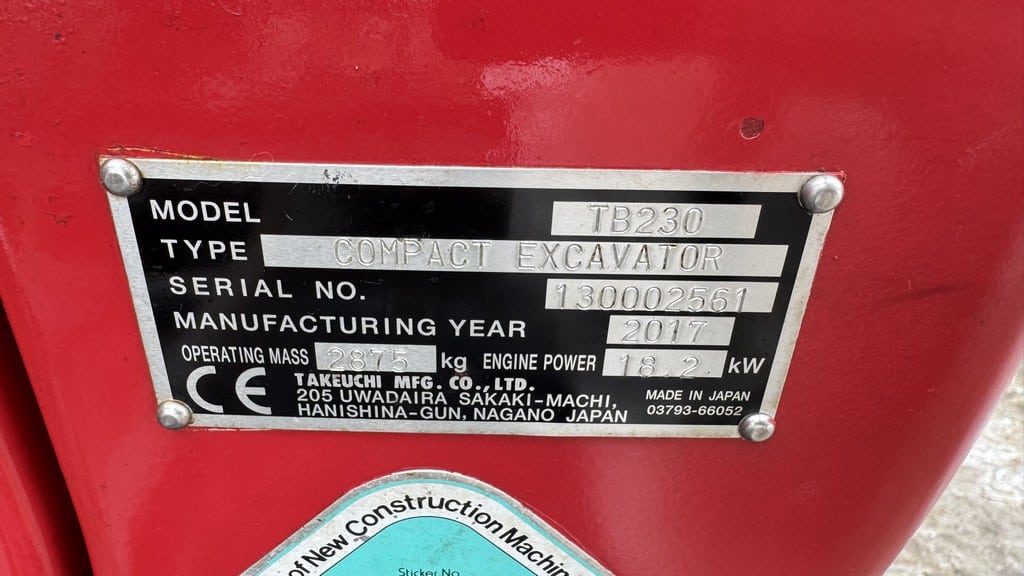 MODEL TB230
TYPE COMPACT EXCAVATOR
SERIAL NO. 130002561
MANUFACTURING YEAR 2017
OPERATING MASS 2875 kg ENGINE POWER 18.2 kW
CE TAKEUCHI MFG. CO., LTD.
205 UWADAIRA SAKAKI-MACHI, MADE IN JAPAN
HANISHINA-GUN, NAGANO JAPAN 03793-66052
of New Construction Machin
Sticker No